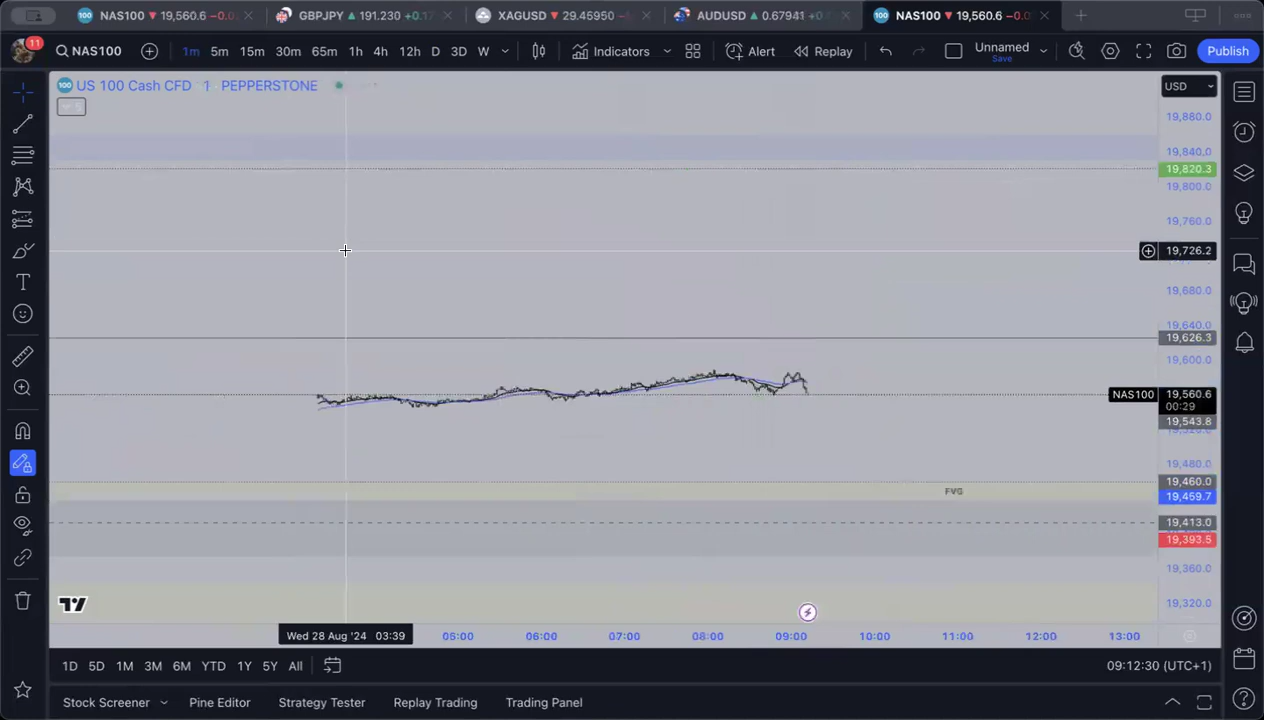 NAS100 ▼ 19,560.6 −0.0
GBPJPY ▲ 191.230 +0.1
XAGUSD ▼ 29.45950
AUDUSD ▲ 0.67941
NAS100 ▼ 19,560.6 −0.0
11
NAS100 1m 5m 15m 30m 65m 1h 4h 12h D 3D W Indicators Alert Replay Unnamed Publish
Save
US 100 Cash CFD 1 PEPPERSTONE
USD
5
19,880.0
19,840.0
19,820.3
19,800.0
19,760.0
19,726.2
19,680.0
19,640.0
19,626.3
19,600.0
NAS100 19,560.6
00:29
19,543.8
19,480.0
19,460.0
FVG
19,459.7
19,413.0
19,393.5
19,360.0
19,320.0
Wed 28 Aug '24 03:39 05:00 06:00 07:00 08:00 09:00 10:00 11:00 12:00 13:00
1D 5D 1M 3M 6M YTD 1Y 5Y All 09:12:30 (UTC+1)
Stock Screener Pine Editor Strategy Tester Replay Trading Trading Panel